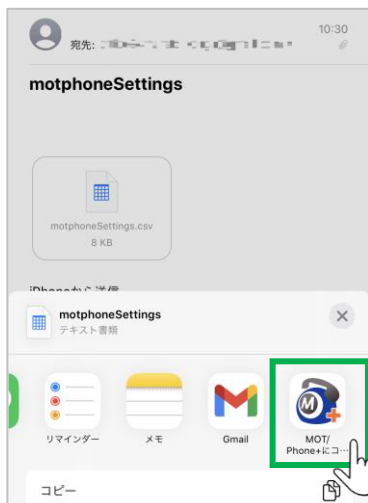 10:30
宛先:
motphoneSettings
motphoneSettings.csv
8 KB
iPhoneから送信
motphoneSettings
テキスト書類
リマインダー
メモ
Gmail
MOT/
Phone+にコ…
コピー